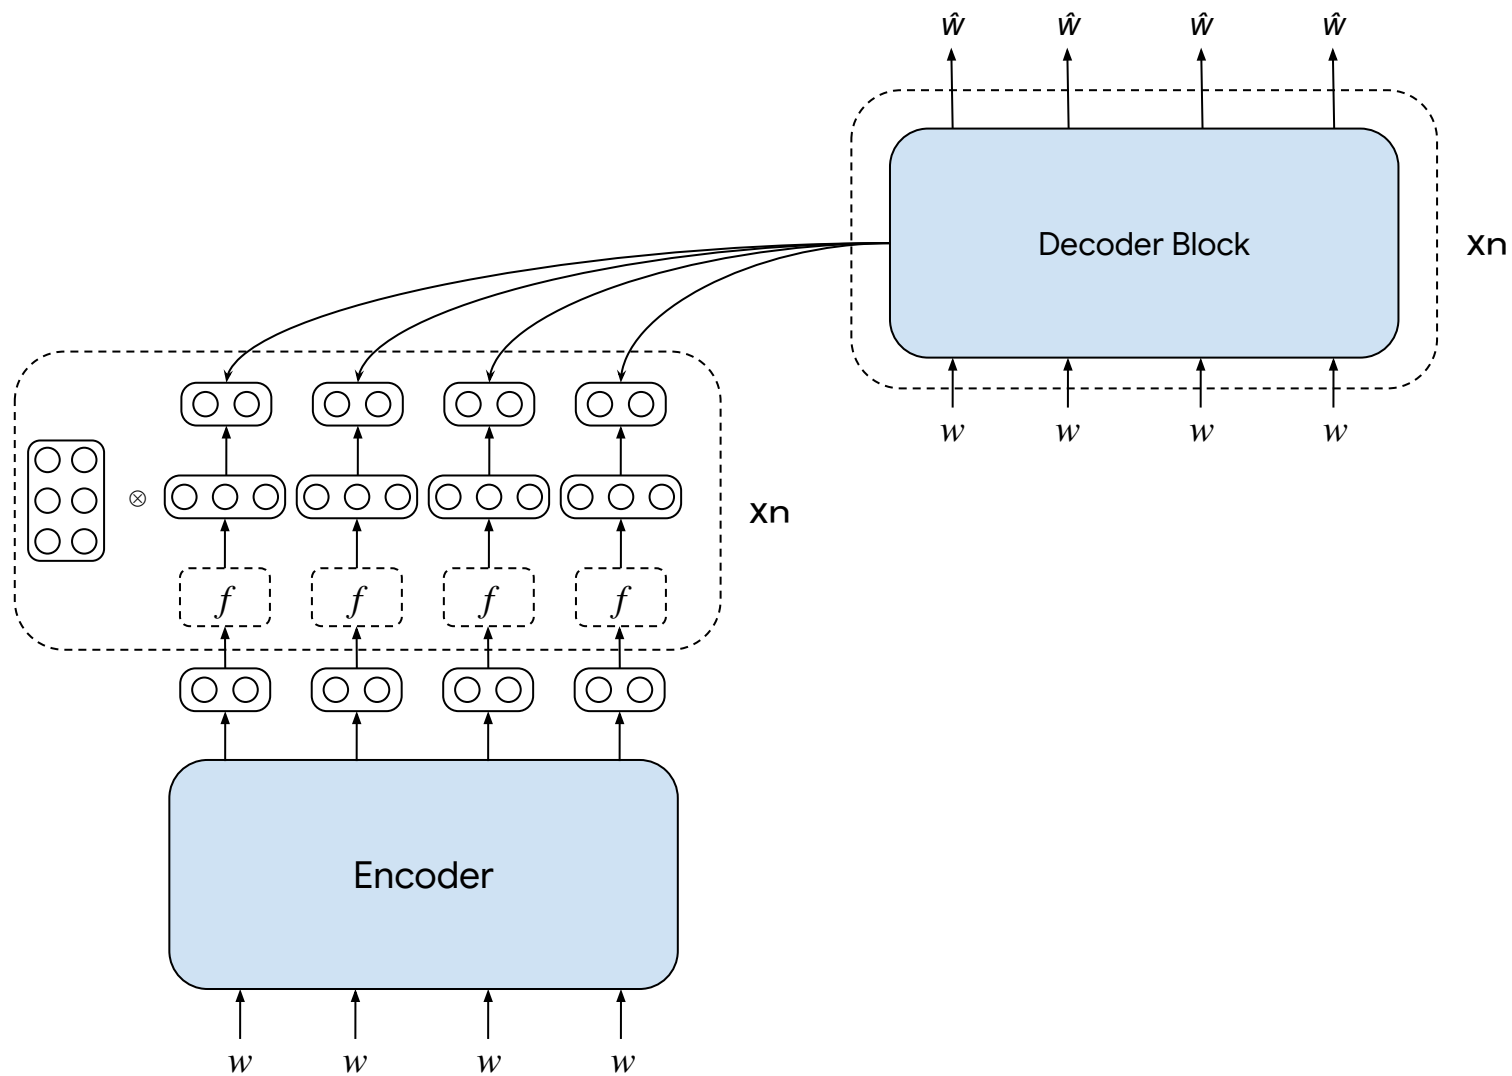 ŵ ŵ ŵ ŵ
Decoder Block
xn
w w w w
⊗
xn
f f f f
Encoder
w w w w